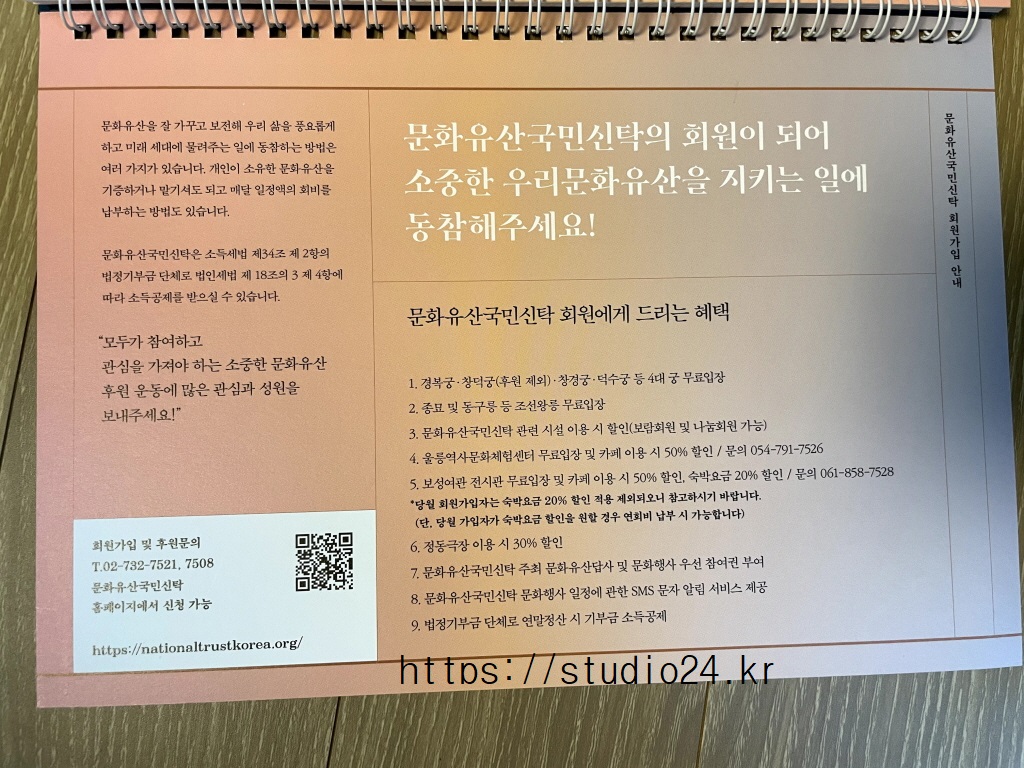 문화유산을 잘 가꾸고 보전해 우리 삶을 풍요롭게
하고 미래 세대에 물려주는 일에 동참하는 방법은
여러 가지가 있습니다. 개인이 소유한 문화유산을
기증하거나 맡기셔도 되고 매달 일정액의 회비를
납부하는 방법도 있습니다.
문화유산국민신탁은 소득세법 제34조 제 2항의
법정기부금 단체로 법인세법 제 18조의 3 제 4항에
따라 소득공제를 받으실 수 있습니다.
“모두가 참여하고
관심을 가져야 하는 소중한 문화유산
후원 운동에 많은 관심과 성원을
보내주세요!”
회원가입 및 후원문의
T.02-732-7521, 7508
문화유산국민신탁
홈페이지에서 신청 가능
https://nationaltrustkorea.org/
문화유산국민신탁의 회원이 되어
소중한 우리문화유산을 지키는 일에
동참해주세요!
문화유산국민신탁 회원에게 드리는 혜택
1. 경복궁·창덕궁(후원 제외)·창경궁·덕수궁 등 4대 궁 무료입장
2. 종묘 및 동구릉 등 조선왕릉 무료입장
3. 문화유산국민신탁 관련 시설 이용 시 할인(보람회원 및 나눔회원 가능)
4. 울릉역사문화체험센터 무료입장 및 카페 이용 시 50% 할인 / 문의 054-791-7526
5. 보성여관 전시관 무료입장 및 카페 이용 시 50% 할인, 숙박요금 20% 할인 / 문의 061-858-7528
*당월 회원가입자는 숙박요금 20% 할인 적용 제외되오니 참고하시기 바랍니다.
(단, 당월 가입자가 숙박요금 할인을 원할 경우 연회비 납부 시 가능합니다)
6. 정동극장 이용 시 30% 할인
7. 문화유산국민신탁 주최 문화유산답사 및 문화행사 우선 참여권 부여
8. 문화유산국민신탁 문화행사 일정에 관한 SMS 문자 알림 서비스 제공
9. 법정기부금 단체로 연말정산 시 기부금 소득공제
문화유산국민신탁 회원가입 안내
https://studio24.kr